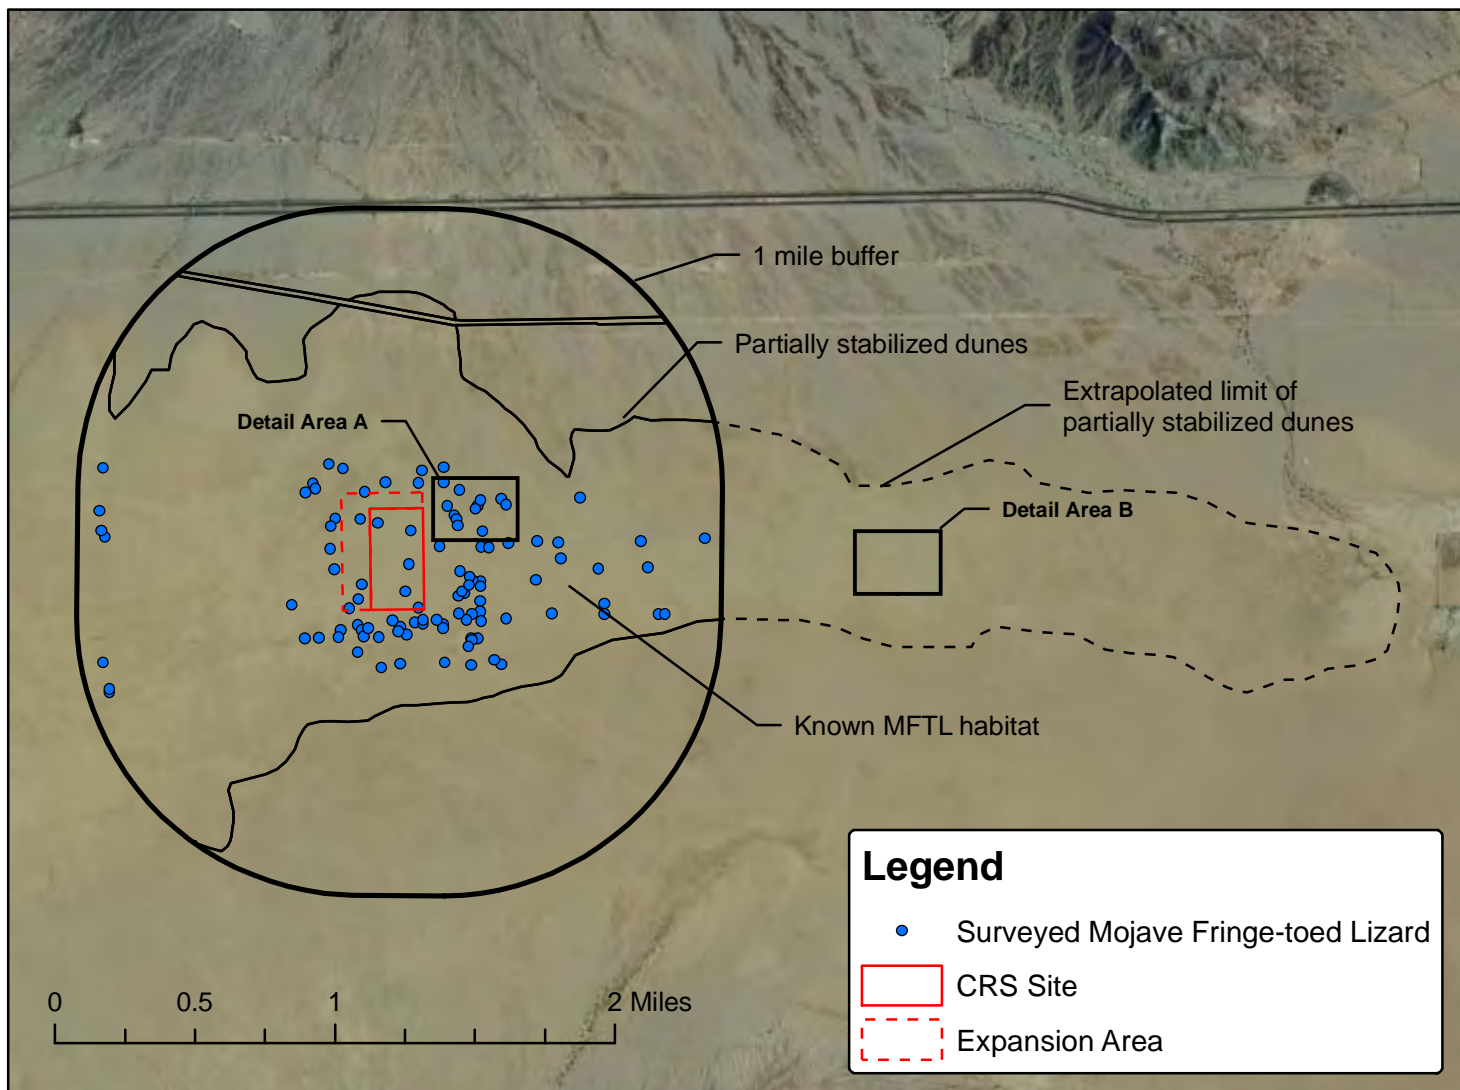 1 mile buffer
Partially stabilized dunes
Extrapolated limit of
partially stabilized dunes
Detail Area A
Detail Area B
Known MFTL habitat
Legend
Surveyed Mojave Fringe-toed Lizard
CRS Site
Expansion Area
0 0.5 1 2 Miles